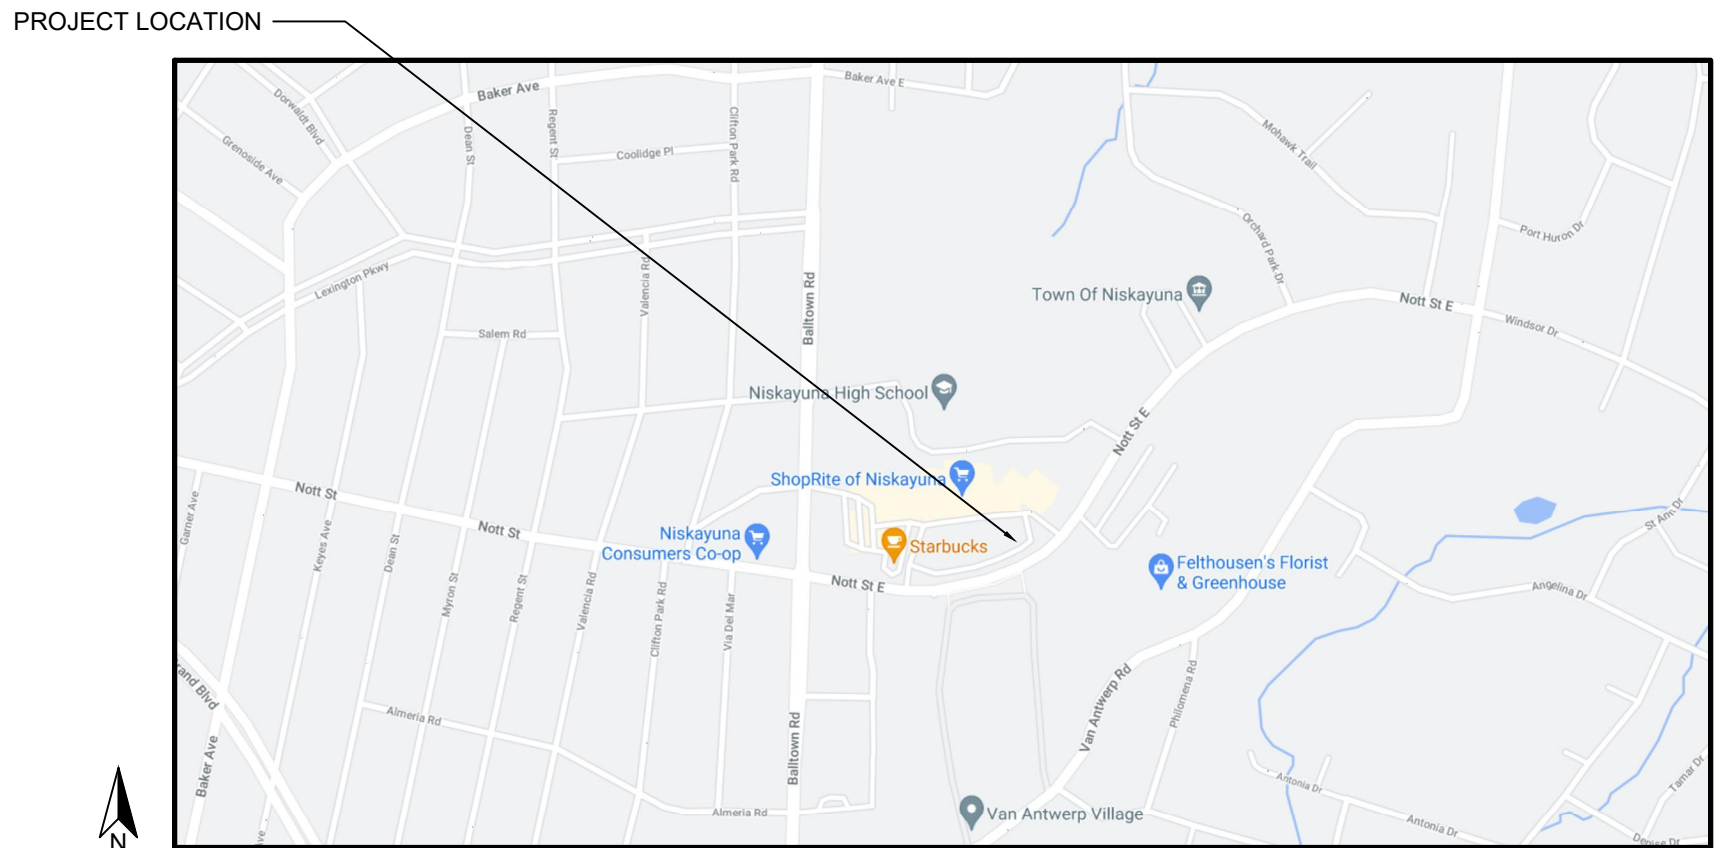 PROJECT LOCATION
Baker Ave E
Baker Ave
Dorwaldt Blvd
Grenoside Ave
Dean St
Regent St
Clifton Park Rd
Coolidge Pl
Mohawk Trail
Orchard Park Dr
Port Huron Dr
Lexington Pkwy
Valencia Rd
Balltown Rd
Town Of Niskayuna
Nott St E
Windsor Dr
Salem Rd
Niskayuna High School
Nott St E
ShopRite of Niskayuna
Nott St
Garner Ave
Keyes Ave
Nott St
Dean St
Myron St
Regent St
Valencia Rd
Clifton Park Rd
Via Del Mar
Niskayuna
Consumers Co-op
Starbucks
Nott St E
Felthousen's Florist
& Greenhouse
St Ann Dr
Angelina Dr
rand Blvd
Almeria Rd
Baker Ave
Balltown Rd
Van Antwerp Rd
Philomena Rd
Almeria Rd
Van Antwerp Village
Antonia Dr
Antonia Dr
Tamar Dr
Denise Dr
Ave
N